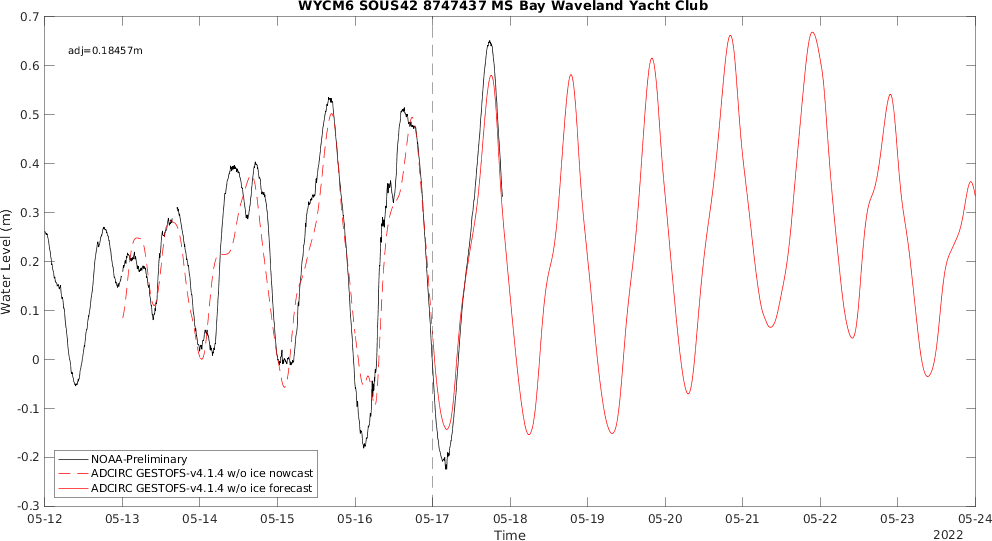 WYCM6 SOUS42 8747437 MS Bay Waveland Yacht Club
0.7
0.6
0.5
0.4
0.3
0.2
0.1
0
-0.1
-0.2
-0.3
Water Level (m)
adj=0.18457m
NOAA-Preliminary
ADCIRC GESTOFS-v4.1.4 w/o ice nowcast
ADCIRC GESTOFS-v4.1.4 w/o ice forecast
05-12 05-13 05-14 05-15 05-16 05-17 05-18 05-19 05-20 05-21 05-22 05-23 05-24
Time
2022